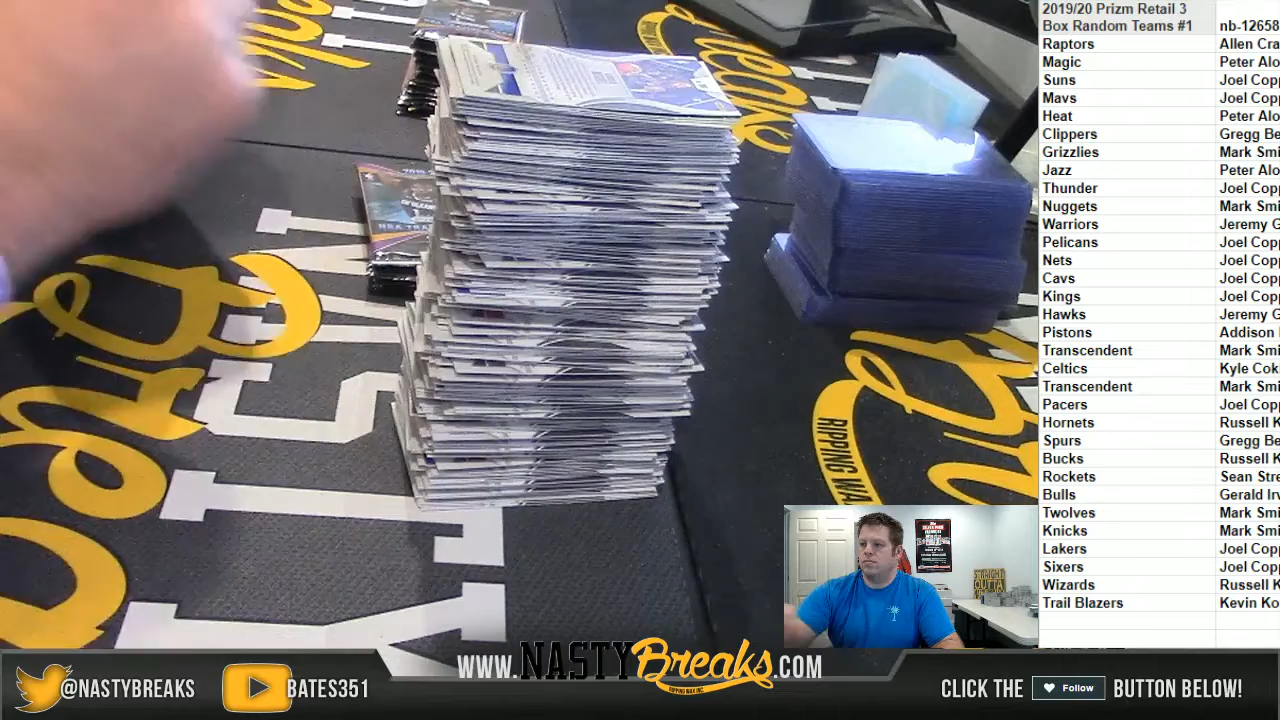 2019/20 Prizm Retail 3
Box Random Teams #1 nb-12658
Raptors Allen Cra
Magic Peter Alo
Suns Joel Cop
Mavs Joel Cop
Heat Peter Alo
Clippers Gregg Be
Grizzlies Mark Smi
Jazz Peter Alo
Thunder Joel Cop
Nuggets Mark Smi
Warriors Jeremy G
Pelicans Joel Cop
Nets Joel Cop
Cavs Joel Cop
Kings Joel Cop
Hawks Jeremy G
Pistons Addison
Transcendent Mark Smi
Celtics Kyle Cok
Transcendent Mark Smi
Pacers Joel Cop
Hornets Russell K
Spurs Gregg Be
Bucks Russell K
Rockets Sean Stre
Bulls Gerald Irv
Twolves Mark Smi
Knicks Mark Smi
Lakers Joel Cop
Sixers Joel Cop
Wizards Russell K
Trail Blazers Kevin Ko
RIPPING WA
STRAIGHT
OUTTA
WWW.NASTYBreaks.COM
RIPPING WAX INC.
@NASTYBREAKS
BATES351
CLICK THE Follow BUTTON BELOW!